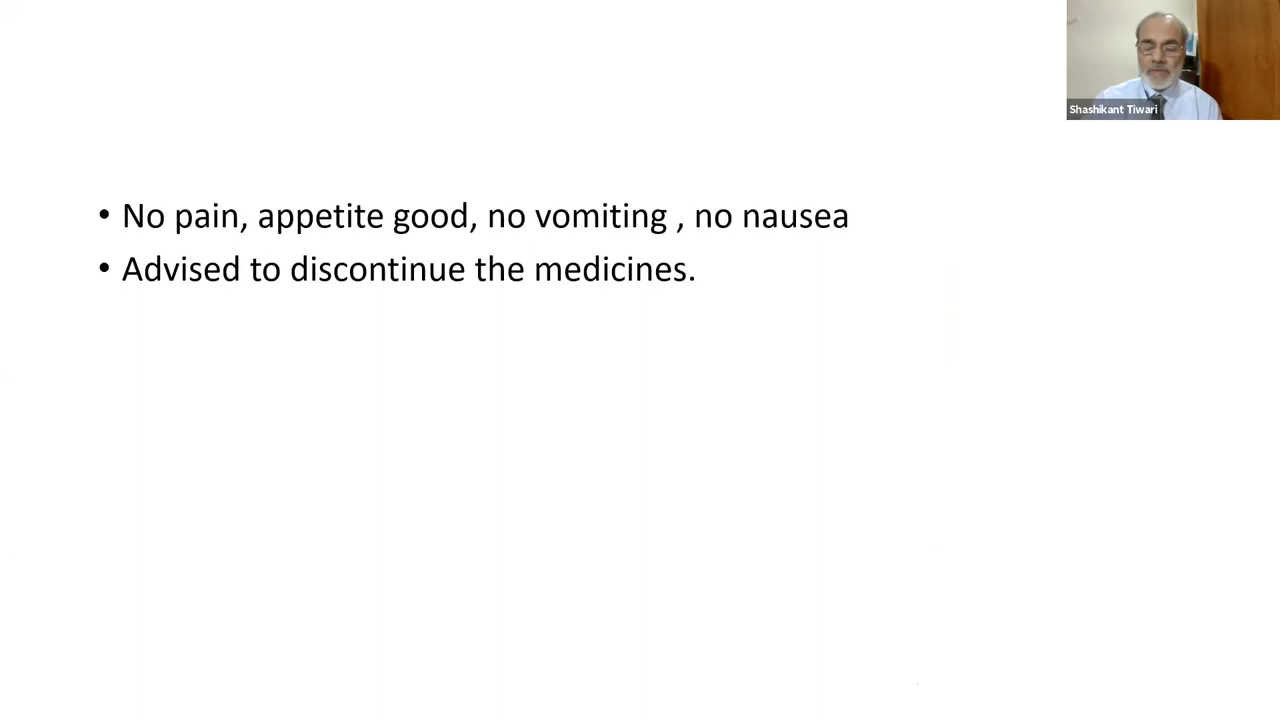 Shashikant Tiwari
• No pain, appetite good, no vomiting , no nausea
• Advised to discontinue the medicines.